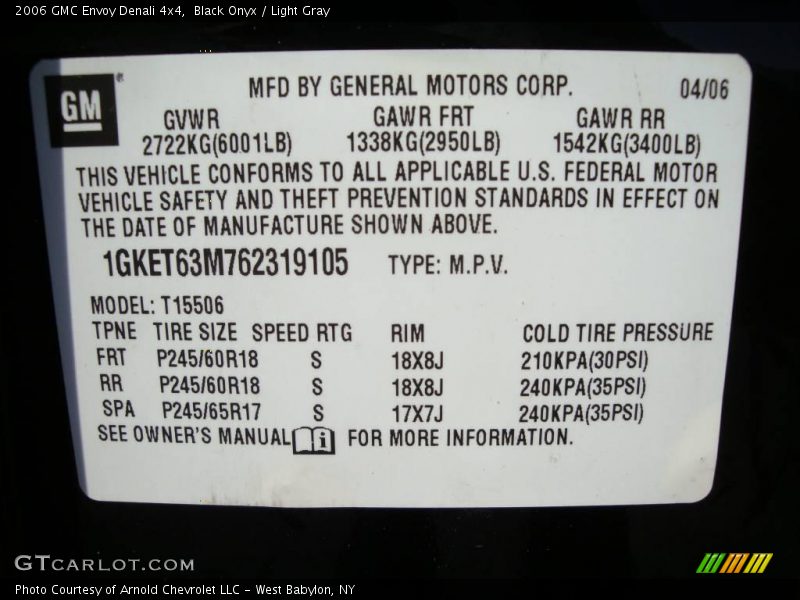 2006 GMC Envoy Denali 4x4,  Black Onyx / Light Gray
GM ®
MFD BY GENERAL MOTORS CORP. 04/06
GVWR GAWR FRT GAWR RR
2722KG(6001LB) 1338KG(2950LB) 1542KG(3400LB)
THIS VEHICLE CONFORMS TO ALL APPLICABLE U.S. FEDERAL MOTOR
VEHICLE SAFETY AND THEFT PREVENTION STANDARDS IN EFFECT ON
THE DATE OF MANUFACTURE SHOWN ABOVE.
1GKET63M762319105 TYPE: M.P.V.
MODEL: T15506
TPNE TIRE SIZE SPEED RTG RIM COLD TIRE PRESSURE
FRT P245/60R18 S 18X8J 210KPA(30PSI)
RR P245/60R18 S 18X8J 240KPA(35PSI)
SPA P245/65R17 S 17X7J 240KPA(35PSI)
SEE OWNER'S MANUAL i FOR MORE INFORMATION.
GTCARLOT.COM
Photo Courtesy of Arnold Chevrolet LLC - West Babylon, NY